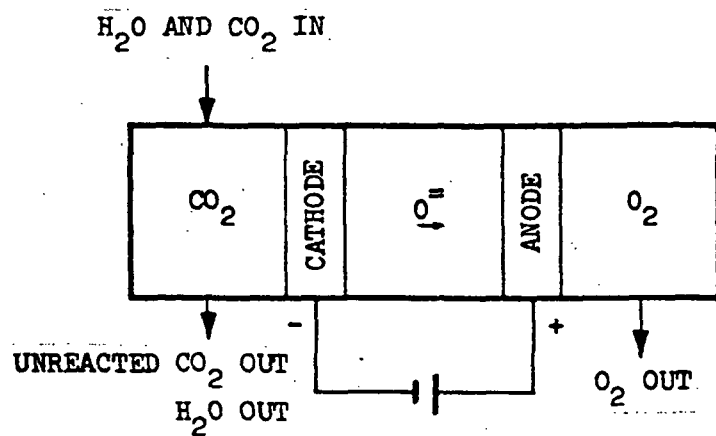 H₂O AND CO₂ IN
CO₂
CATHODE
O⁼
ANODE
O₂
- +
UNREACTED CO₂ OUT
H₂O OUT
O₂ OUT